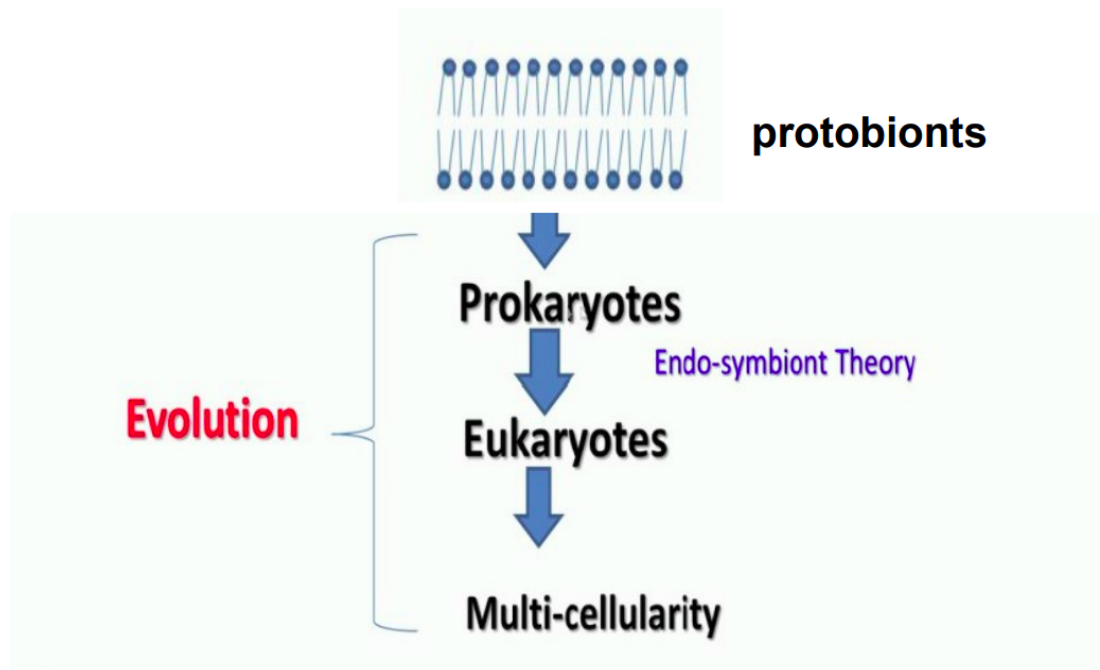 protobionts
Prokaryotes
Endo-symbiont Theory
Evolution
Eukaryotes
Multi-cellularity